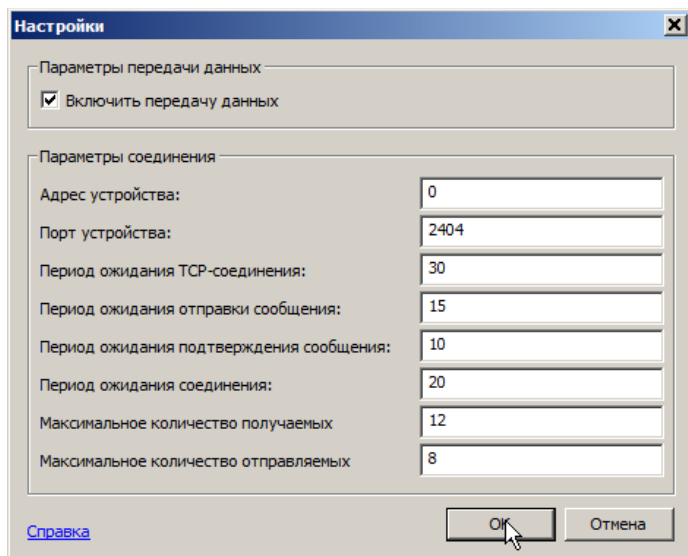 Настройки
Параметры передачи данных
Включить передачу данных
Параметры соединения
Адрес устройства: 0
Порт устройства: 2404
Период ожидания TCP-соединения: 30
Период ожидания отправки сообщения: 15
Период ожидания подтверждения сообщения: 10
Период ожидания соединения: 20
Максимальное количество получаемых 12
Максимальное количество отправляемых 8
Справка
OK
Отмена